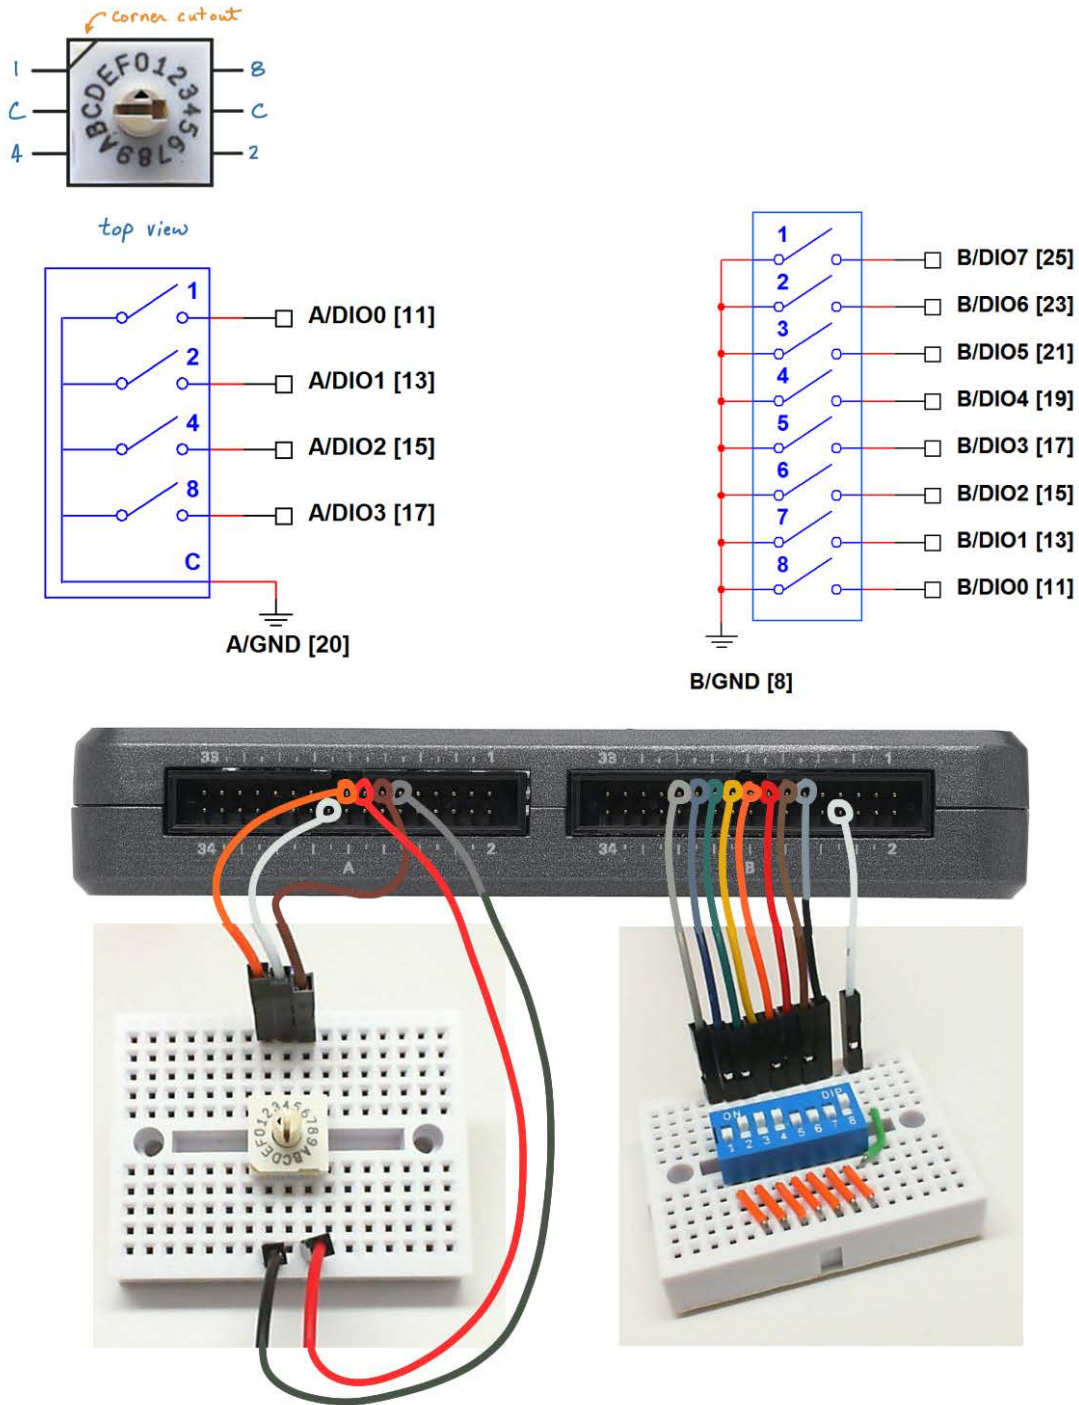 corner cutout
1
8
C
C
4
2
0123456789ABCDEF
top view
1
A/DIO0 [11]
2
A/DIO1 [13]
4
A/DIO2 [15]
8
A/DIO3 [17]
C
A/GND [20]
1
B/DIO7 [25]
2
B/DIO6 [23]
3
B/DIO5 [21]
4
B/DIO4 [19]
5
B/DIO3 [17]
6
B/DIO2 [15]
7
B/DIO1 [13]
8
B/DIO0 [11]
B/GND [8]
33 1
33 1
34 2
34 2
A
B
0123456789ABCDEF
ON DIP
1 2 3 4 5 6 7 8